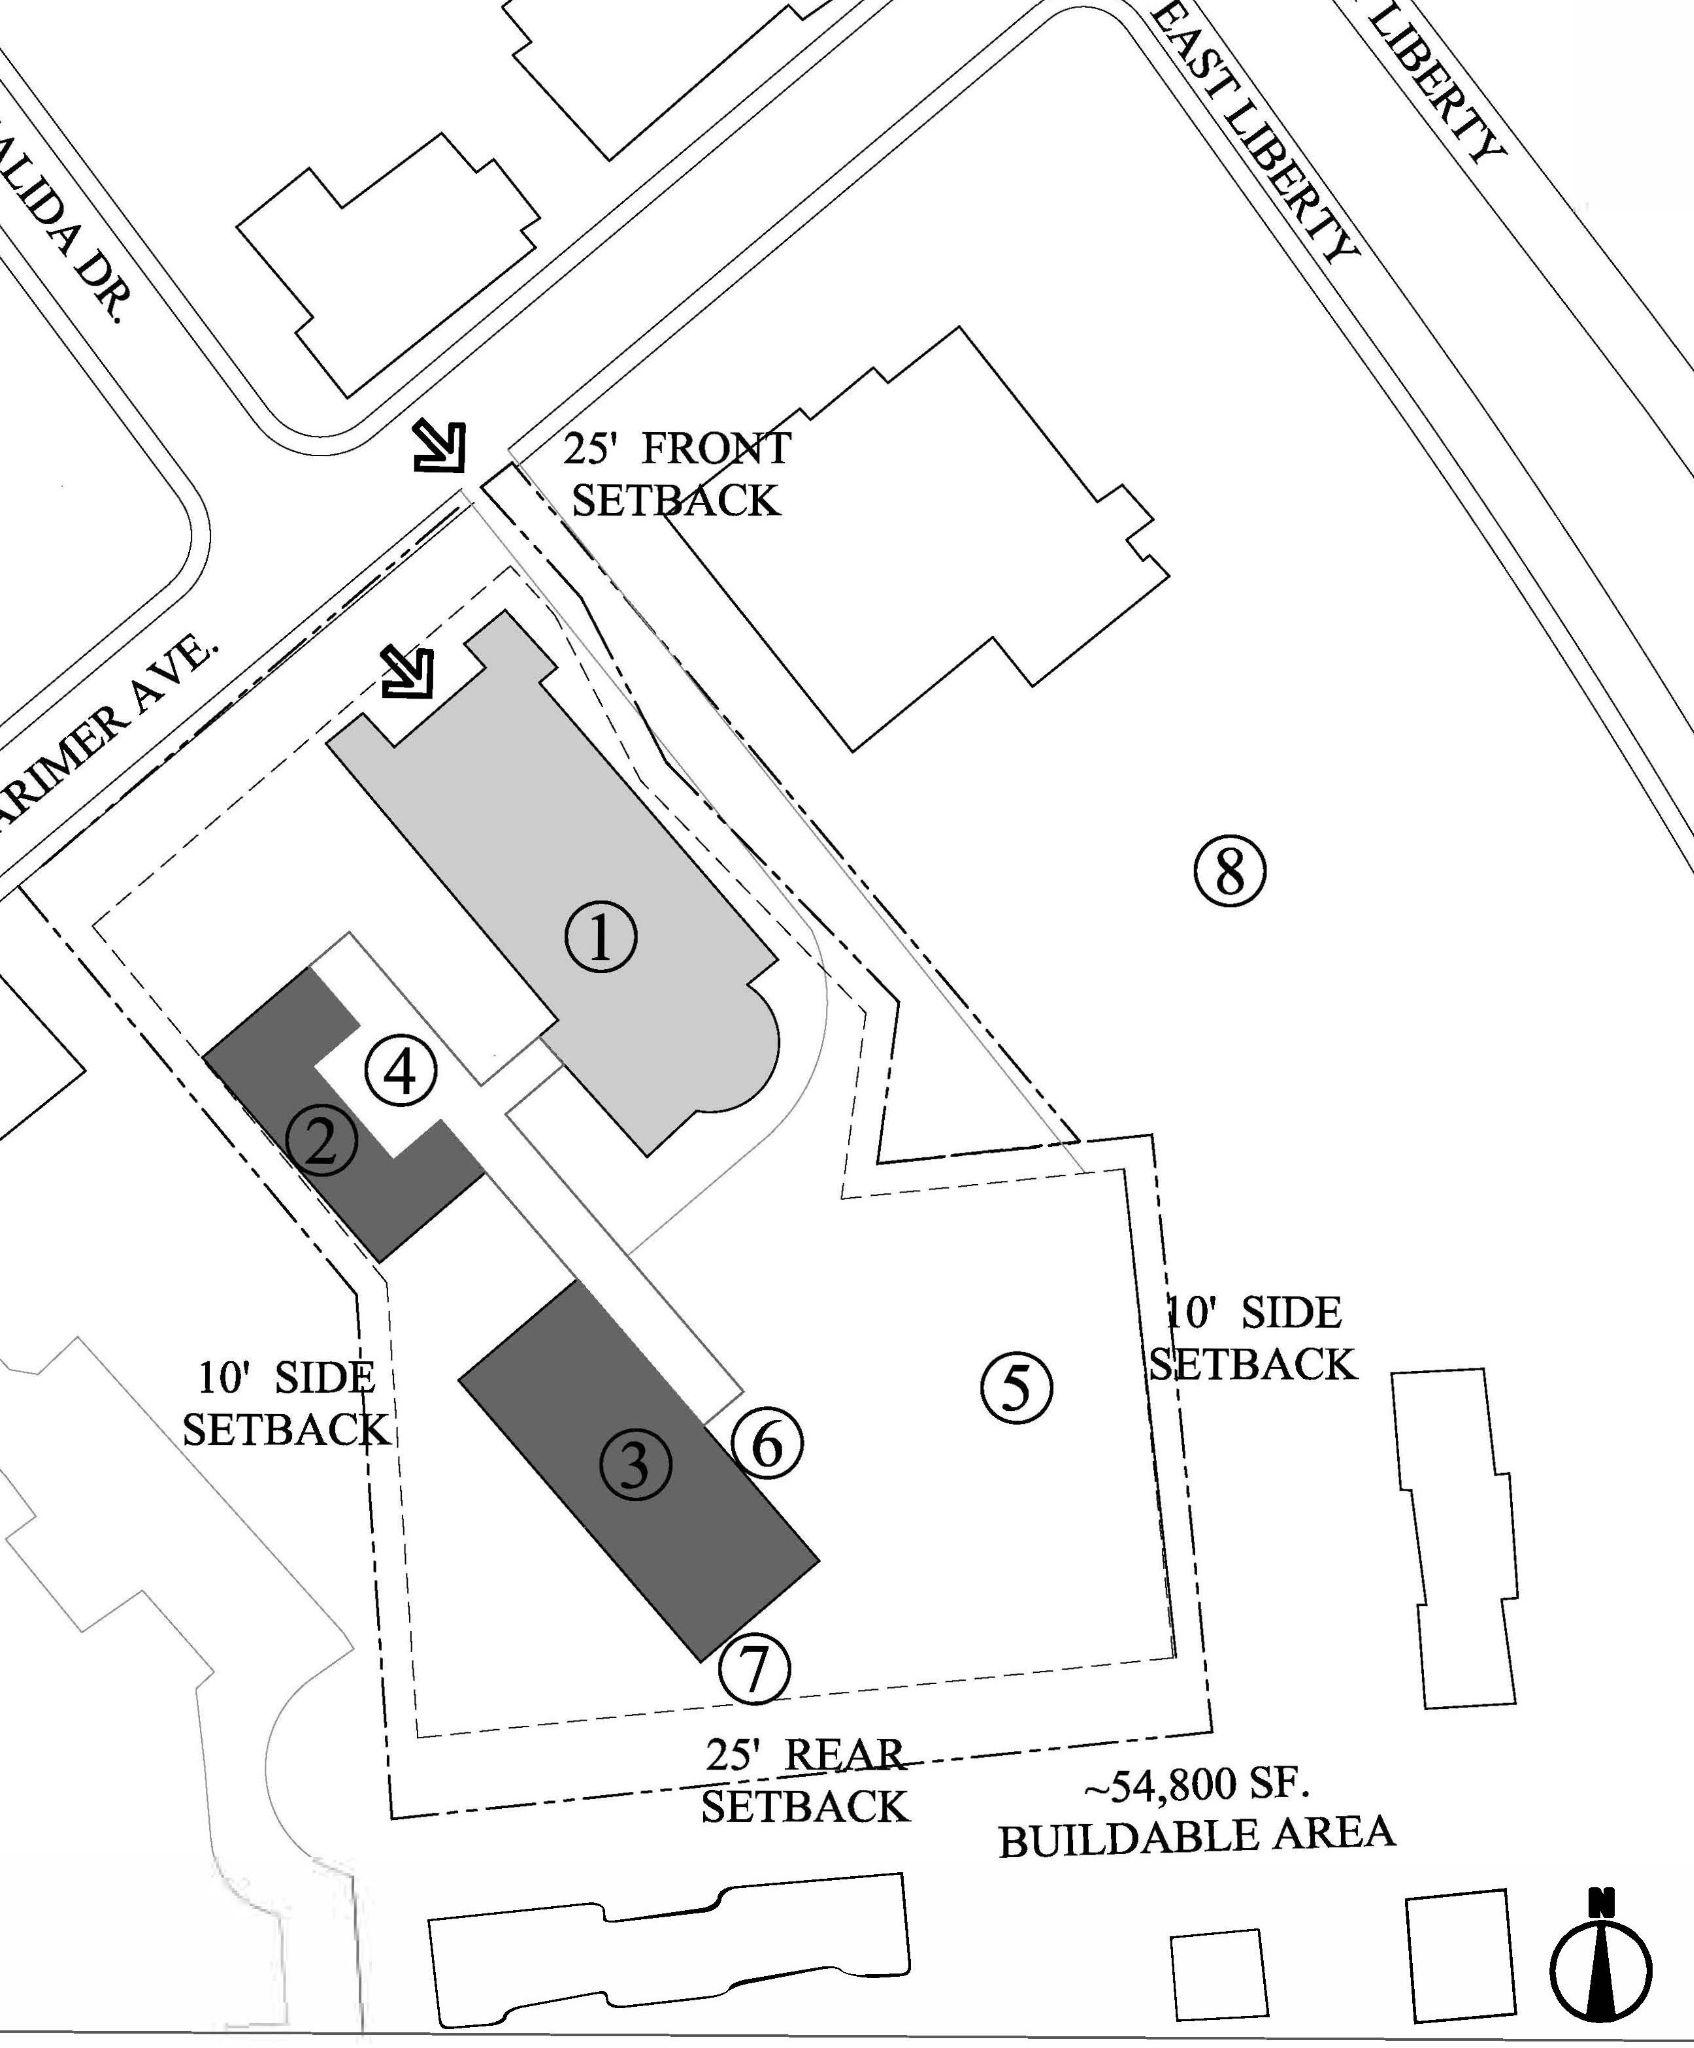 EAST LIBERTY
LIBERTY
ALIDA DR.
25' FRONT
SETBACK
ARIMER AVE.
8
1
4
2
10' SIDE
SETBACK
10' SIDE
SETBACK
5
6
3
7
25' REAR
SETBACK
~54,800 SF.
BUILDABLE AREA
N